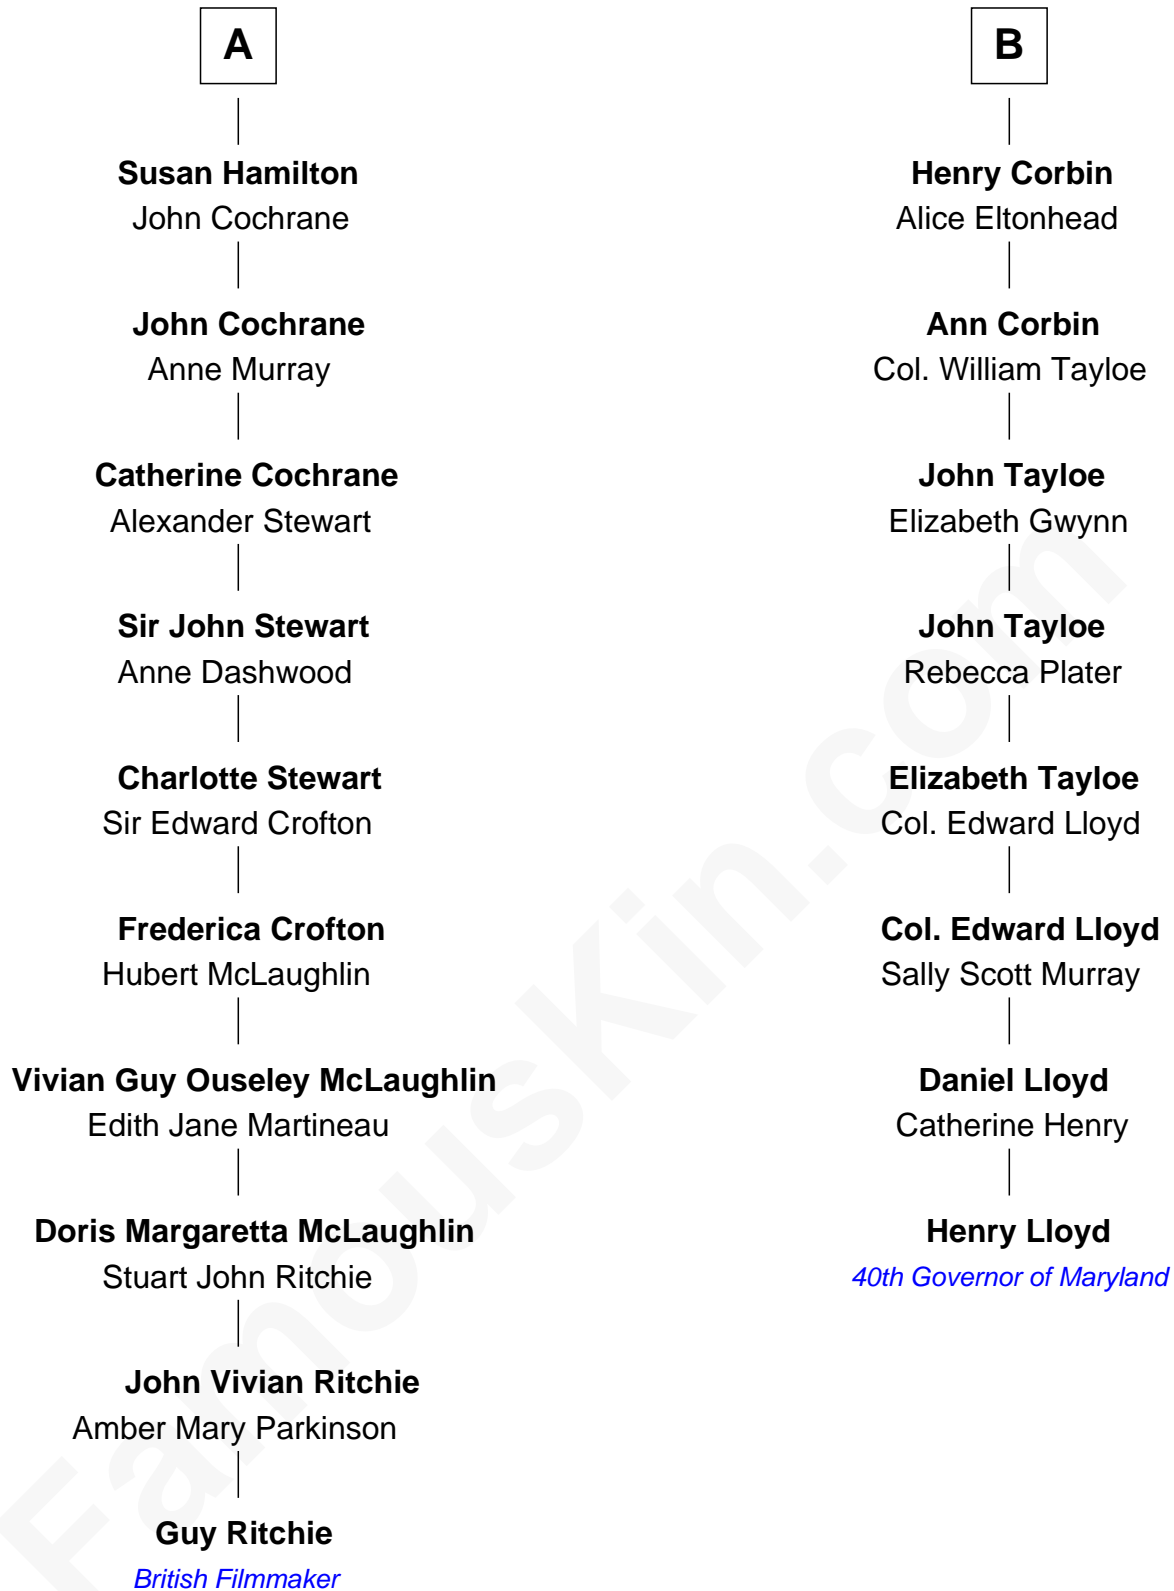 A
Susan Hamilton
John Cochrane
John Cochrane
Anne Murray
Catherine Cochrane
Alexander Stewart
Sir John Stewart
Anne Dashwood
Charlotte Stewart
Sir Edward Crofton
Frederica Crofton
Hubert McLaughlin
Vivian Guy Ouseley McLaughlin
Edith Jane Martineau
Doris Margaretta McLaughlin
Stuart John Ritchie
John Vivian Ritchie
Amber Mary Parkinson
Guy Ritchie
British Filmmaker
B
Henry Corbin
Alice Eltonhead
Ann Corbin
Col. William Tayloe
John Tayloe
Elizabeth Gwynn
John Tayloe
Rebecca Plater
Elizabeth Tayloe
Col. Edward Lloyd
Col. Edward Lloyd
Sally Scott Murray
Daniel Lloyd
Catherine Henry
Henry Lloyd
40th Governor of Maryland
FamousKin.com